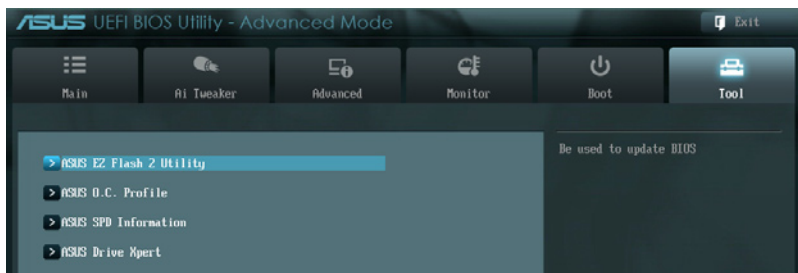 ASUS UEFI BIOS Utility - Advanced Mode
Exit
Main
Ai Tweaker
Advanced
Monitor
Boot
Tool
ASUS EZ Flash 2 Utility
ASUS O.C. Profile
ASUS SPD Information
ASUS Drive Xpert
Be used to update BIOS